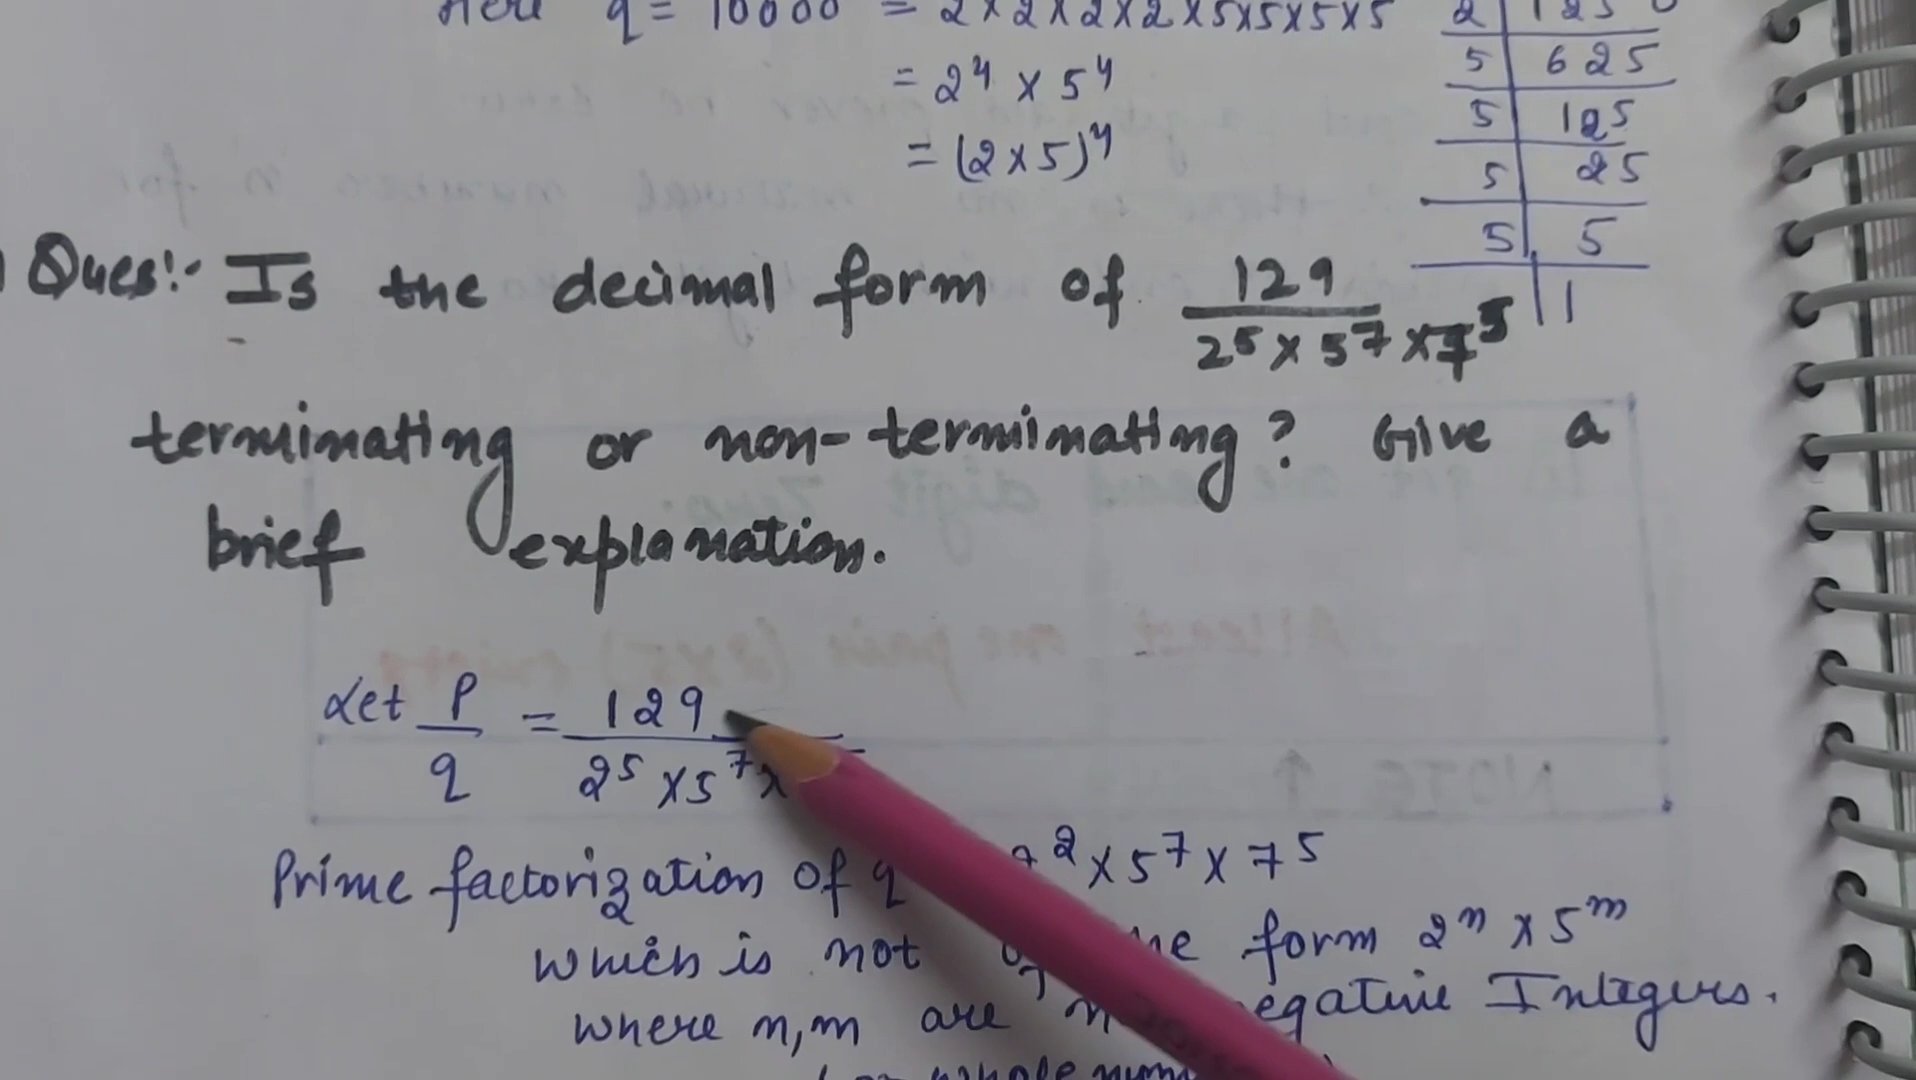 Here q = 10000 = 2×2×2×2×5×5×5×5
= 2⁴ × 5⁴
= (2×5)⁴
2 | 1250
5 | 625
5 | 125
5 | 25
5 | 5
1
Ques:- Is the decimal form of 129 / 2⁵ × 5⁷ × 7⁵
terminating or non-terminating? Give a
brief explanation.
Let p/q = 129 / 2⁵ × 5⁷ ×
Prime factorization of q 2² × 5⁷ × 7⁵
which is not form 2ⁿ × 5ᵐ
where n, m are Integers.